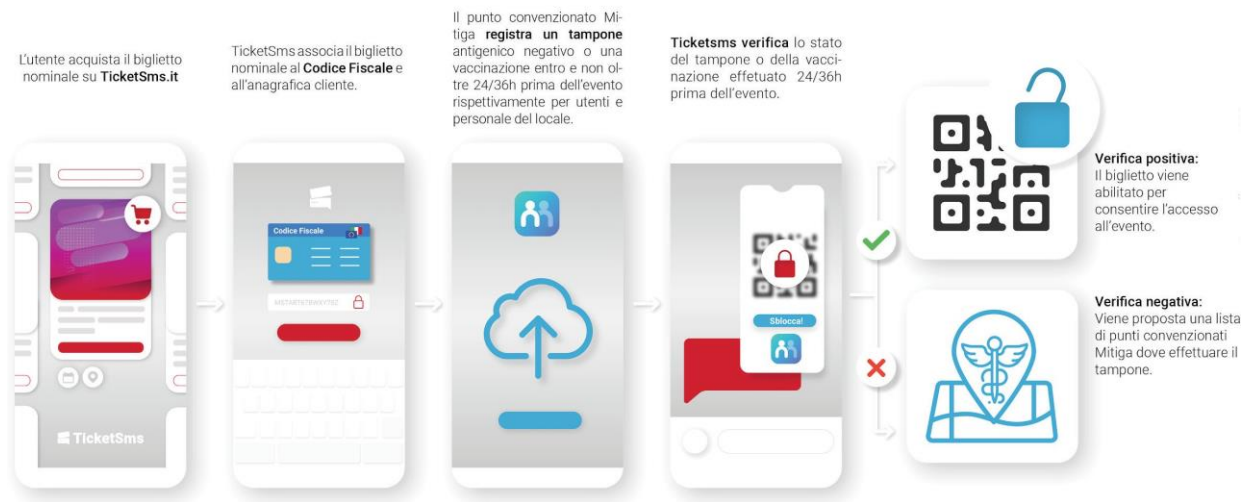 L'utente acquista il biglietto
nominale su TicketSms.it
TicketSms associa il biglietto
nominale al Codice Fiscale e
all'anagrafica cliente.
Il punto convenzionato Mi-
tiga registra un tampone
antigenico negativo o una
vaccinazione entro e non ol-
tre 24/36h prima dell'evento
rispettivamente per utenti e
personale del locale.
Ticketsms verifica lo stato
del tampone o della vacci-
nazione effetuato 24/36h
prima dell'evento.
Verifica positiva:
Il biglietto viene
abilitato per
consentire l'accesso
all'evento.
Verifica negativa:
Viene proposta una lista
di punti convenzionati
Mitiga dove effettuare il
tampone.
TicketSms
Codice Fiscale
Sblocca!